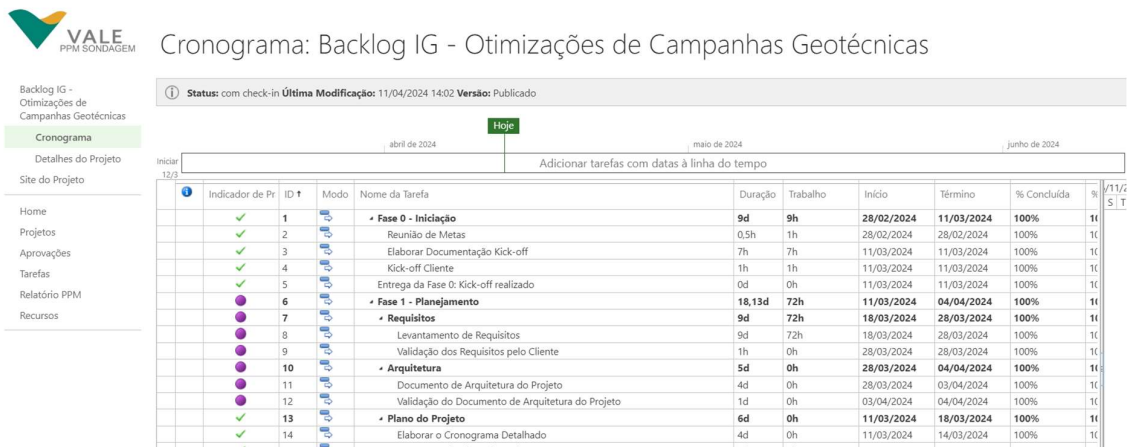 VALE
PPM SONDAGEM
Cronograma: Backlog IG - Otimizações de Campanhas Geotécnicas
Backlog IG -
Otimizações de
Campanhas Geotécnicas
Cronograma
Detalhes do Projeto
Site do Projeto
Home
Projetos
Aprovações
Tarefas
Relatório PPM
Recursos
Status: com check-in Última Modificação: 11/04/2024 14:02 Versão: Publicado
Hoje
abril de 2024 maio de 2024 junho de 2024
Iniciar
12/3
Adicionar tarefas com datas à linha do tempo
Indicador de Pr ID Modo Nome da Tarefa Duração Trabalho Início Término % Concluída %
S T
1 Fase 0 - Iniciação 9d 9h 28/02/2024 11/03/2024 100% 10
2 Reunião de Metas 0,5h 1h 28/02/2024 28/02/2024 100% 10
3 Elaborar Documentação Kick-off 7h 7h 11/03/2024 11/03/2024 100% 10
4 Kick-off Cliente 1h 1h 11/03/2024 11/03/2024 100% 10
5 Entrega da Fase 0: Kick-off realizado 0d 0h 11/03/2024 11/03/2024 100% 10
6 Fase 1 - Planejamento 18,13d 72h 11/03/2024 04/04/2024 100% 10
7 Requisitos 9d 72h 18/03/2024 28/03/2024 100% 10
8 Levantamento de Requisitos 9d 72h 18/03/2024 28/03/2024 100% 10
9 Validação dos Requisitos pelo Cliente 1h 0h 28/03/2024 28/03/2024 100% 10
10 Arquitetura 5d 0h 28/03/2024 04/04/2024 100% 10
11 Documento de Arquitetura do Projeto 4d 0h 28/03/2024 03/04/2024 100% 10
12 Validação do Documento de Arquitetura do Projeto 1d 0h 03/04/2024 04/04/2024 100% 10
13 Plano do Projeto 6d 0h 11/03/2024 18/03/2024 100% 10
14 Elaborar o Cronograma Detalhado 4d 0h 11/03/2024 14/03/2024 100% 10